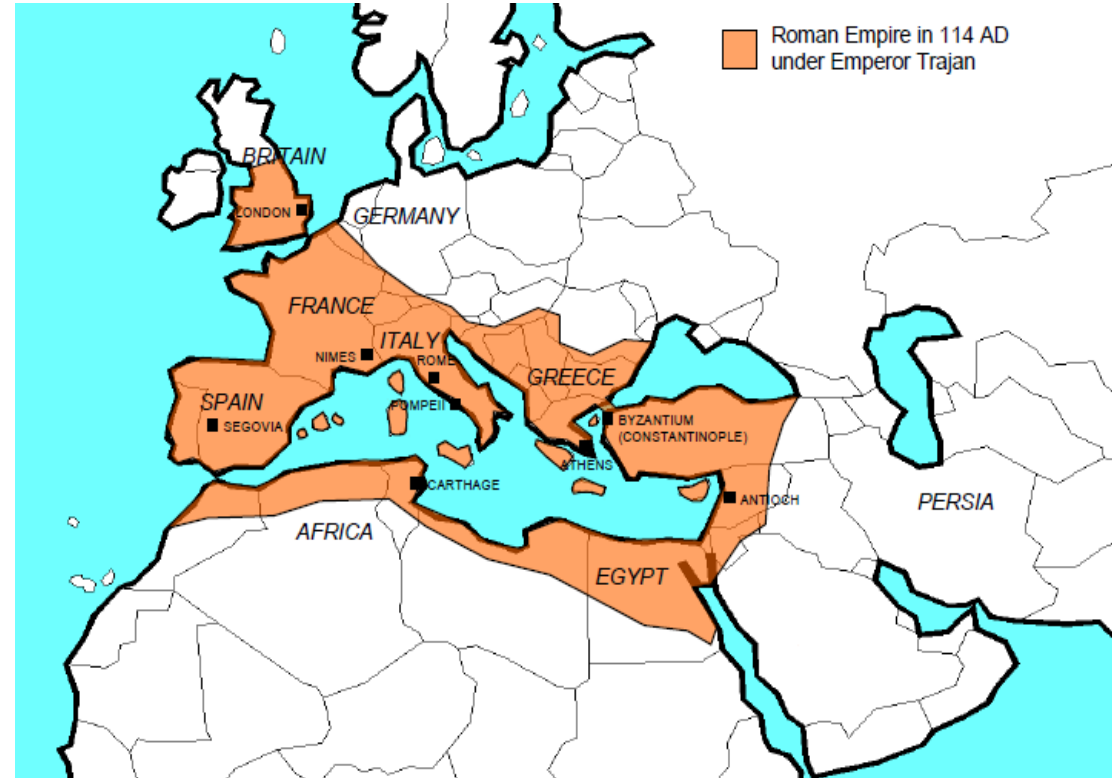 Roman Empire in 114 AD
under Emperor Trajan
BRITAIN
LONDON
GERMANY
FRANCE
ITALY
NIMES
ROME
GREECE
SPAIN
POMPEII
SEGOVIA
BYZANTIUM
(CONSTANTINOPLE)
ATHENS
CARTHAGE
ANTIOCH
PERSIA
AFRICA
EGYPT